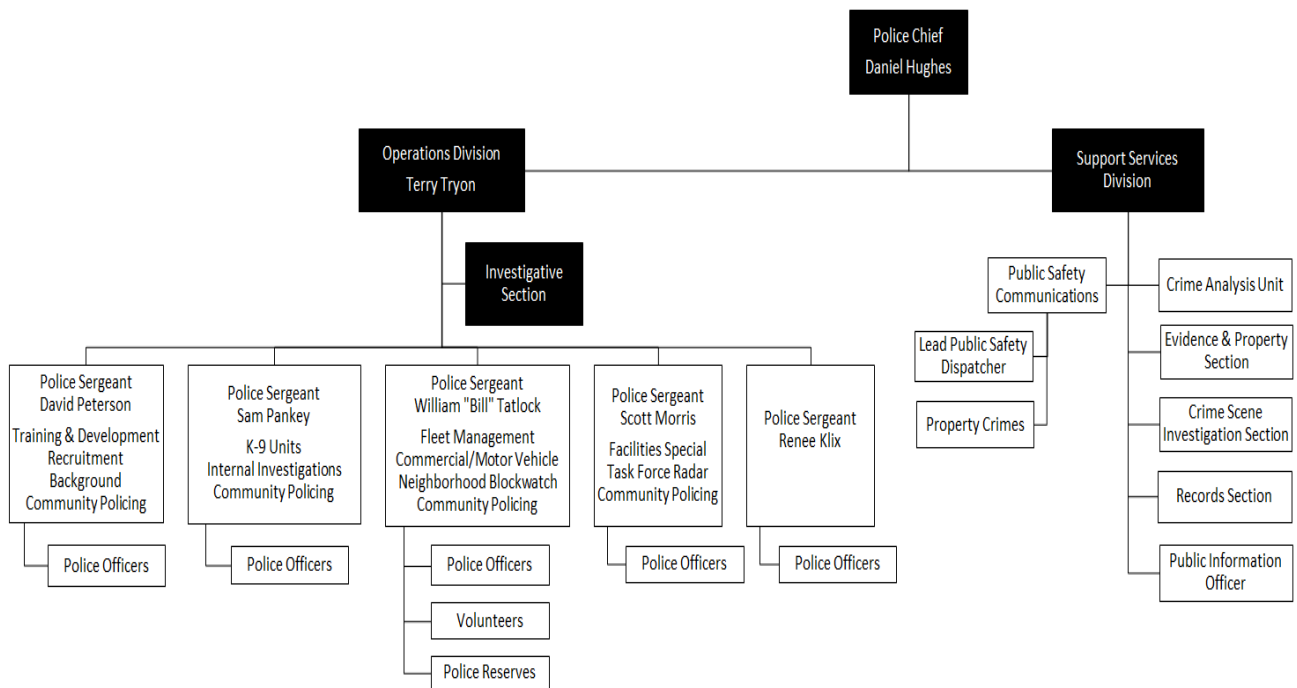 Police Chief
Daniel Hughes
Operations Division
Terry Tryon
Support Services
Division
Investigative
Section
Public Safety
Communications
Crime Analysis Unit
Lead Public Safety
Dispatcher
Evidence & Property
Section
Property Crimes
Crime Scene
Investigation Section
Records Section
Public Information
Officer
Police Sergeant
David Peterson
Training & Development
Recruitment
Background
Community Policing
Police Officers
Police Sergeant
Sam Pankey
K-9 Units
Internal Investigations
Community Policing
Police Officers
Police Sergeant
William "Bill" Tatlock
Fleet Management
Commercial/Motor Vehicle
Neighborhood Blockwatch
Community Policing
Police Officers
Volunteers
Police Reserves
Police Sergeant
Scott Morris
Facilities Special
Task Force Radar
Community Policing
Police Officers
Police Sergeant
Renee Klix
Police Officers